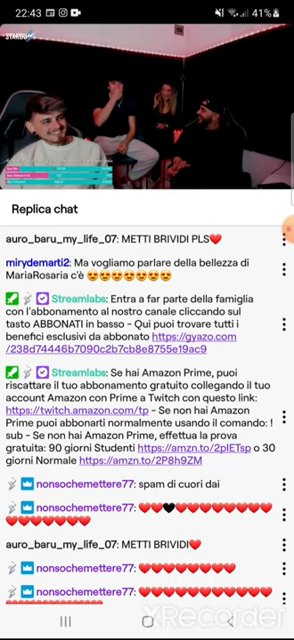 22:43
41%
STARDUST
Replica chat
auro_baru_my_life_07: METTI BRIVIDI PLS❤️
mirydemarti2: Ma vogliamo parlare della bellezza di
MariaRosaria c'è 😍😍😍😍😍😍😍
Streamlabs: Entra a far parte della famiglia
con l'abbonamento al nostro canale cliccando sul
tasto ABBONATI in basso - Qui puoi trovare tutti i
benefici esclusivi da abbonato https://gyazo.com
/238d74446b7090c2b7cb8e8755e19ac9
Streamlabs: Se hai Amazon Prime, puoi
riscattare il tuo abbonamento gratuito collegando il tuo
account Amazon con Prime a Twitch con questo link:
https://twitch.amazon.com/tp - Se non hai Amazon
Prime puoi abbonarti normalmente usando il comando: !
sub - Se non hai Amazon Prime, effettua la prova
gratuita: 90 giorni Studenti https://amzn.to/2pIETsp o 30
giorni Normale https://amzn.to/2P8h9ZM
nonsochemettere77: spam di cuori dai
nonsochemettere77: ❤️❤️🖤❤️❤️❤️❤️❤️❤️❤️❤️
❤️❤️❤️❤️❤️❤️❤️
auro_baru_my_life_07: METTI BRIVIDI❤️
nonsochemettere77: ❤️❤️❤️❤️❤️❤️❤️❤️
nonsochemettere77: ❤️❤️❤️❤️❤️❤️❤️❤️❤️❤️❤️
XRecorder